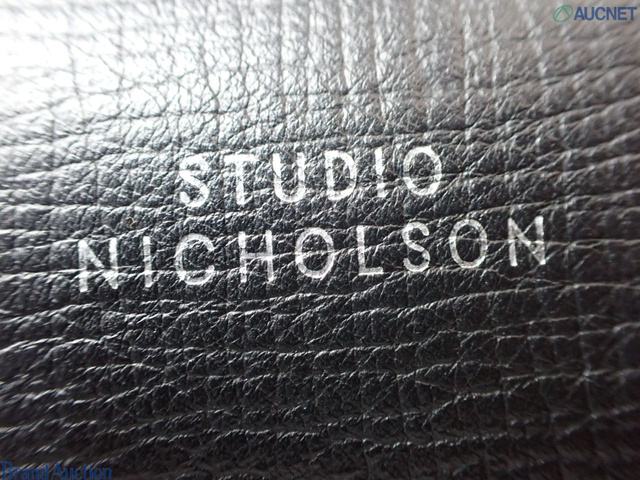 AUCNET
STUDIO
NICHOLSON
Brand Auction